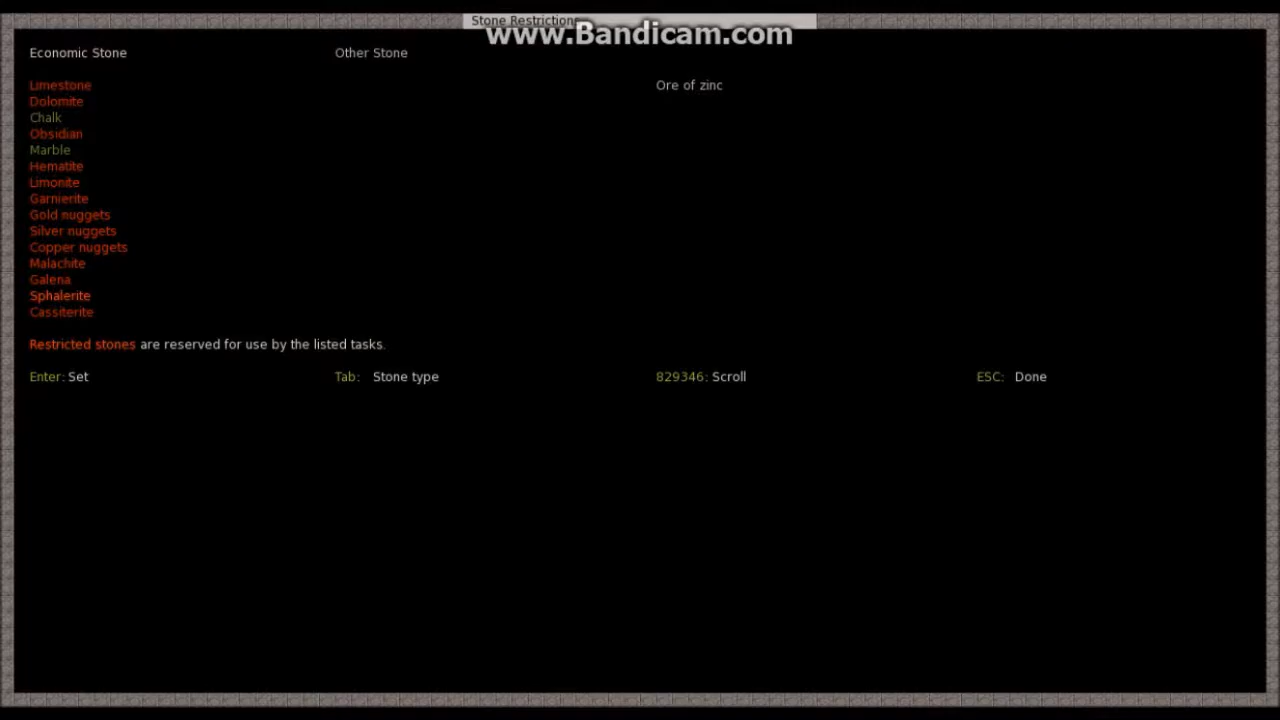 Stone Restrictions
www.Bandicam.com
Economic Stone Other Stone
Limestone Ore of zinc
Dolomite
Chalk
Obsidian
Marble
Hematite
Limonite
Garnierite
Gold nuggets
Silver nuggets
Copper nuggets
Malachite
Galena
Sphalerite
Cassiterite
Restricted stones are reserved for use by the listed tasks.
Enter: Set Tab: Stone type 829346: Scroll ESC: Done